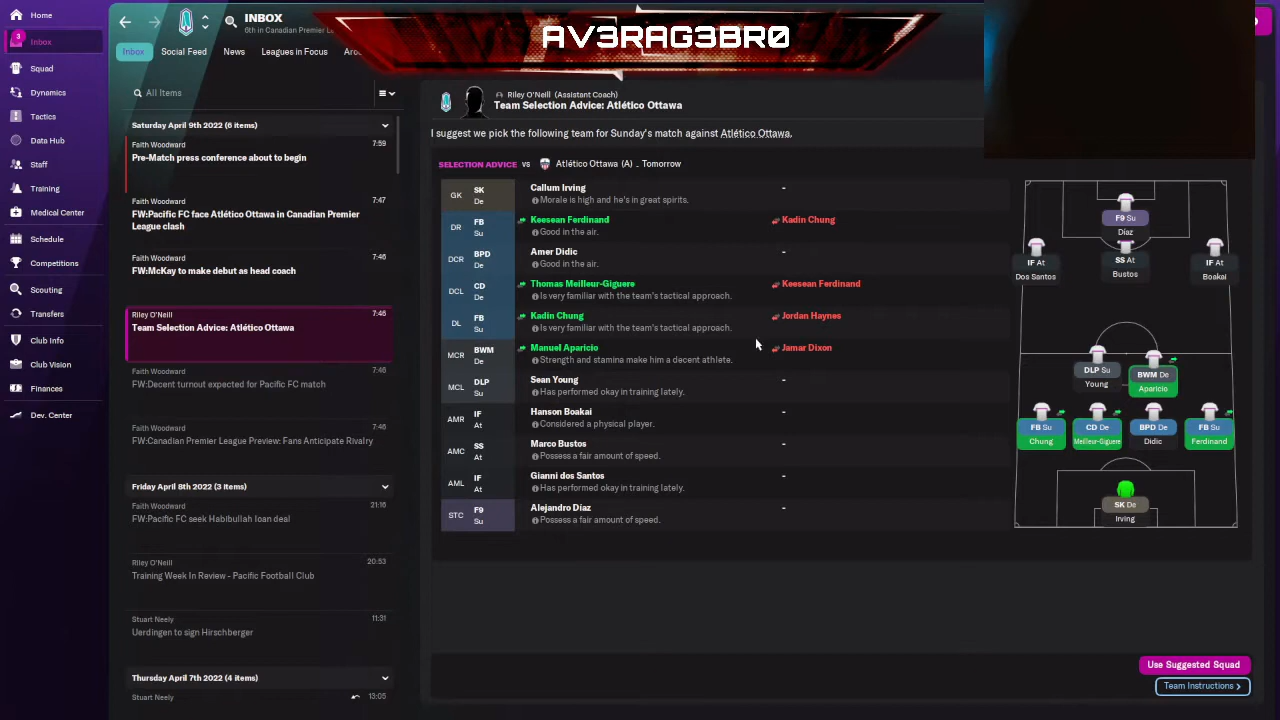 AV3RAG3BR0
Home
3
Inbox
Squad
Dynamics
Tactics
Data Hub
Staff
Training
Medical Center
Schedule
Competitions
Scouting
Transfers
Club Info
Club Vision
Finances
Dev. Center
INBOX
6th in Canadian Premier L
Inbox
Social Feed
News
Leagues in Focus
All Items
Saturday April 9th 2022 (6 items)
Faith Woodward 7:59
Pre-Match press conference about to begin
Faith Woodward 7:47
FW:Pacific FC face Atlético Ottawa in Canadian Premier
League clash
Faith Woodward 7:46
FW:McKay to make debut as head coach
Riley O'Neill 7:46
Team Selection Advice: Atlético Ottawa
Faith Woodward 7:46
FW:Decent turnout expected for Pacific FC match
Faith Woodward 7:46
FW:Canadian Premier League Preview: Fans Anticipate Rivalry
Friday April 8th 2022 (3 items)
Faith Woodward 21:16
FW:Pacific FC seek Habibullah loan deal
Riley O'Neill 20:53
Training Week In Review - Pacific Football Club
Stuart Neely 11:31
Uerdingen to sign Hirschberger
Thursday April 7th 2022 (4 items)
Stuart Neely 13:05
Riley O'Neill (Assistant Coach)
Team Selection Advice: Atlético Ottawa
I suggest we pick the following team for Sunday's match against Atlético Ottawa.
SELECTION ADVICE vs Atlético Ottawa (A) . Tomorrow
GK SK De Callum Irving -
Morale is high and he's in great spirits.
DR FB Su Keesean Ferdinand Kadin Chung
Good in the air.
DCR BPD De Amer Didic -
Good in the air.
DCL CD De Thomas Meilleur-Giguere Keesean Ferdinand
Is very familiar with the team's tactical approach.
DL FB Su Kadin Chung Jordan Haynes
Is very familiar with the team's tactical approach.
MCR BWM De Manuel Aparicio Jamar Dixon
Strength and stamina make him a decent athlete.
MCL DLP Su Sean Young -
Has performed okay in training lately.
AMR IF At Hanson Boakai -
Considered a physical player.
AMC SS At Marco Bustos -
Possess a fair amount of speed.
AML IF At Gianni dos Santos -
Has performed okay in training lately.
STC F9 Su Alejandro Díaz -
Possess a fair amount of speed.
F9 Su
Díaz
IF At
Dos Santos
SS At
Bustos
IF At
Boakai
DLP Su
Young
BWM De
Aparicio
FB Su
Chung
CD De
Meilleur-Giguere
BPD De
Didic
FB Su
Ferdinand
SK De
Irving
Use Suggested Squad
Team Instructions >